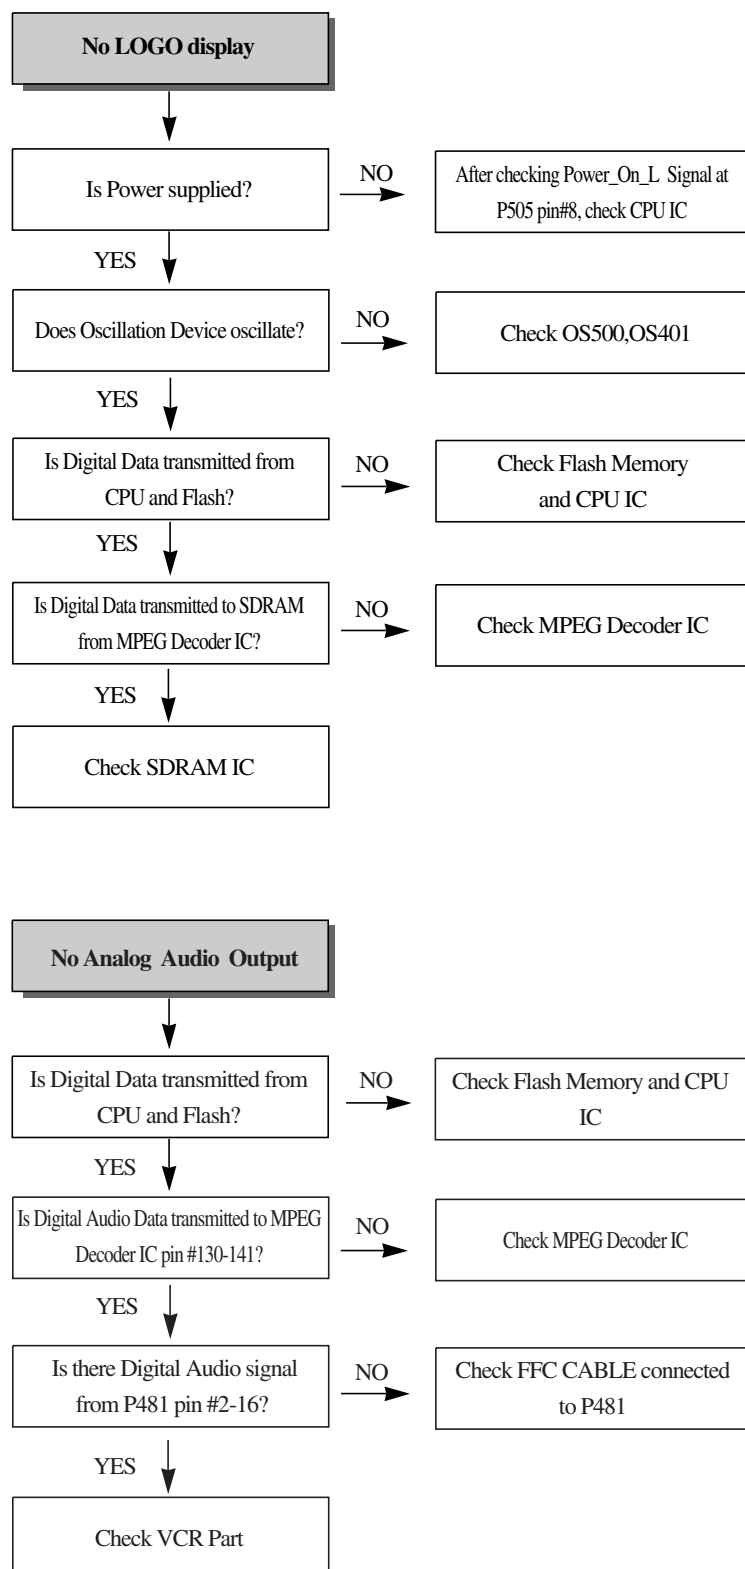 No LOGO display
Is Power supplied?
NO
After checking Power_On_L Signal at
P505 pin#8, check CPU IC
YES
Does Oscillation Device oscillate?
NO
Check OS500,OS401
YES
Is Digital Data transmitted from
CPU and Flash?
NO
Check Flash Memory
and CPU IC
YES
Is Digital Data transmitted to SDRAM
from MPEG Decoder IC?
NO
Check MPEG Decoder IC
YES
Check SDRAM IC
No Analog Audio Output
Is Digital Data transmitted from
CPU and Flash?
NO
Check Flash Memory and CPU
IC
YES
Is Digital Audio Data transmitted to MPEG
Decoder IC pin #130-141?
NO
Check MPEG Decoder IC
YES
Is there Digital Audio signal
from P481 pin #2-16?
NO
Check FFC CABLE connected
to P481
YES
Check VCR Part